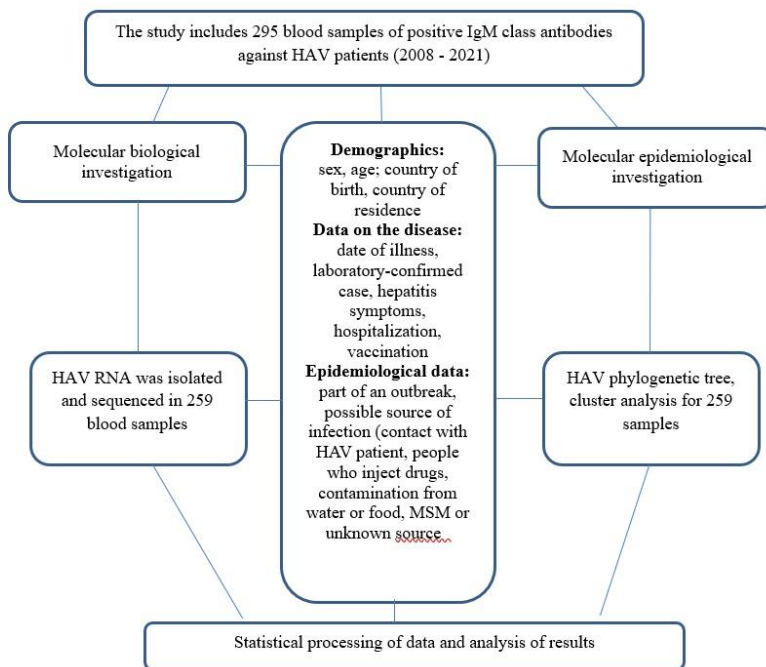 The study includes 295 blood samples of positive IgM class antibodies
against HAV patients (2008 - 2021)
Molecular biological
investigation
Demographics:
sex, age; country of
birth, country of
residence
Data on the disease:
date of illness,
laboratory-confirmed
case, hepatitis
symptoms,
hospitalization,
vaccination
Epidemiological data:
part of an outbreak,
possible source of
infection (contact with
HAV patient, people
who inject drugs,
contamination from
water or food, MSM or
unknown source
Molecular epidemiological
investigation
HAV RNA was isolated
and sequenced in 259
blood samples
HAV phylogenetic tree,
cluster analysis for 259
samples
Statistical processing of data and analysis of results